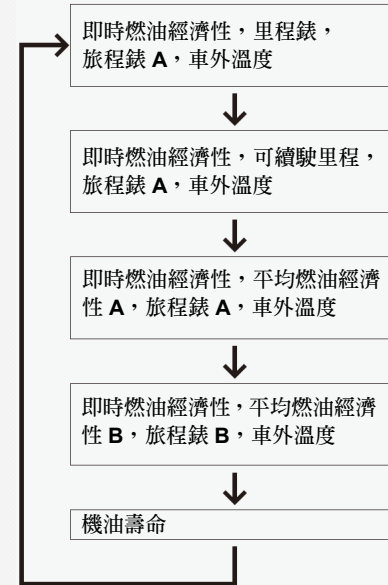 即時燃油經濟性，里程錶，
旅程錶 A，車外溫度
即時燃油經濟性，可續駛里程，
旅程錶 A，車外溫度
即時燃油經濟性，平均燃油經濟
性 A，旅程錶 A，車外溫度
即時燃油經濟性，平均燃油經濟
性 B，旅程錶 B，車外溫度
機油壽命